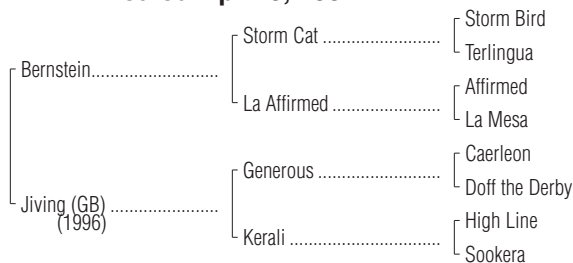 Storm Bird
Storm Cat
Terlingua
Bernstein
Affirmed
La Affirmed
La Mesa
Caerleon
Generous
Doff the Derby
Jiving (GB)
(1996)
High Line
Kerali
Sookera